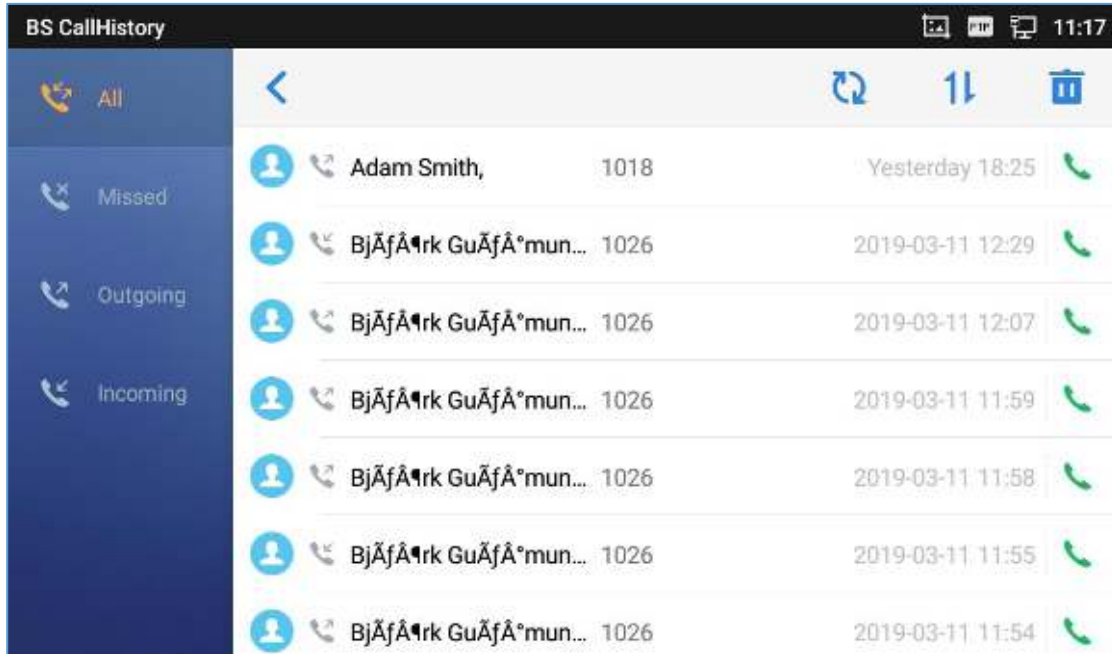 BS CallHistory PTP 11:17
All
Missed
Outgoing
Incoming
Adam Smith, 1018 Yesterday 18:25
BjÃƒÂ¶rk GuÃƒÂ°mun... 1026 2019-03-11 12:29
BjÃƒÂ¶rk GuÃƒÂ°mun... 1026 2019-03-11 12:07
BjÃƒÂ¶rk GuÃƒÂ°mun... 1026 2019-03-11 11:59
BjÃƒÂ¶rk GuÃƒÂ°mun... 1026 2019-03-11 11:58
BjÃƒÂ¶rk GuÃƒÂ°mun... 1026 2019-03-11 11:55
BjÃƒÂ¶rk GuÃƒÂ°mun... 1026 2019-03-11 11:54